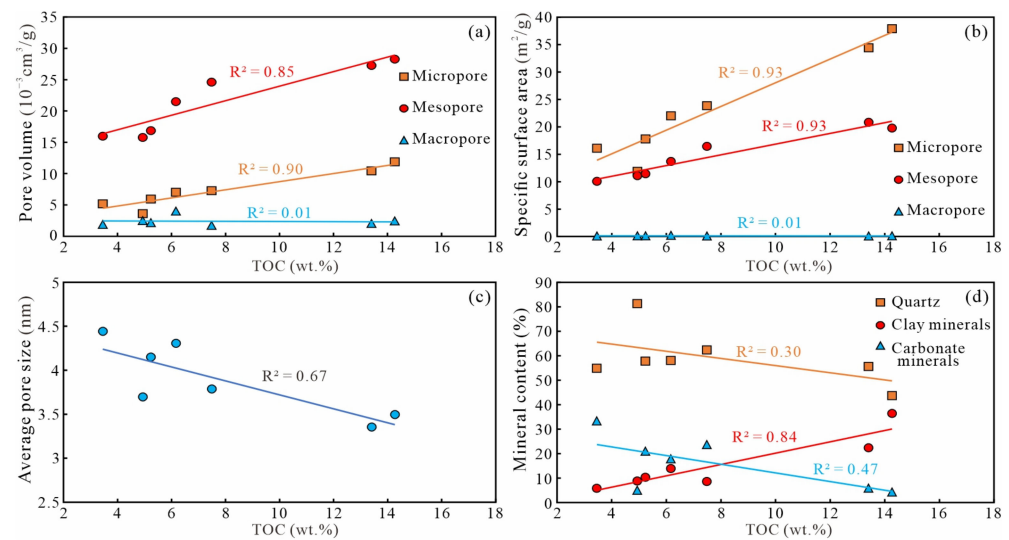 (a)
Pore volume (10⁻³cm³/g)
35
30
25
20
15
10
5
0
R² = 0.85
R² = 0.90
R² = 0.01
Micropore
Mesopore
Macropore
2 4 6 8 10 12 14 16 18
TOC (wt.%)
(b)
Specific surface area (m²/g)
40
35
30
25
20
15
10
5
0
R² = 0.93
R² = 0.93
R² = 0.01
Micropore
Mesopore
Macropore
2 4 6 8 10 12 14 16 18
TOC (wt.%)
(c)
Average pore size (nm)
5
4.5
4
3.5
3
2.5
R² = 0.67
2 4 6 8 10 12 14 16 18
TOC (wt.%)
(d)
Mineral content (%)
90
80
70
60
50
40
30
20
10
0
Quartz
Clay minerals
Carbonate
minerals
R² = 0.30
R² = 0.84
R² = 0.47
2 4 6 8 10 12 14 16 18
TOC (wt.%)